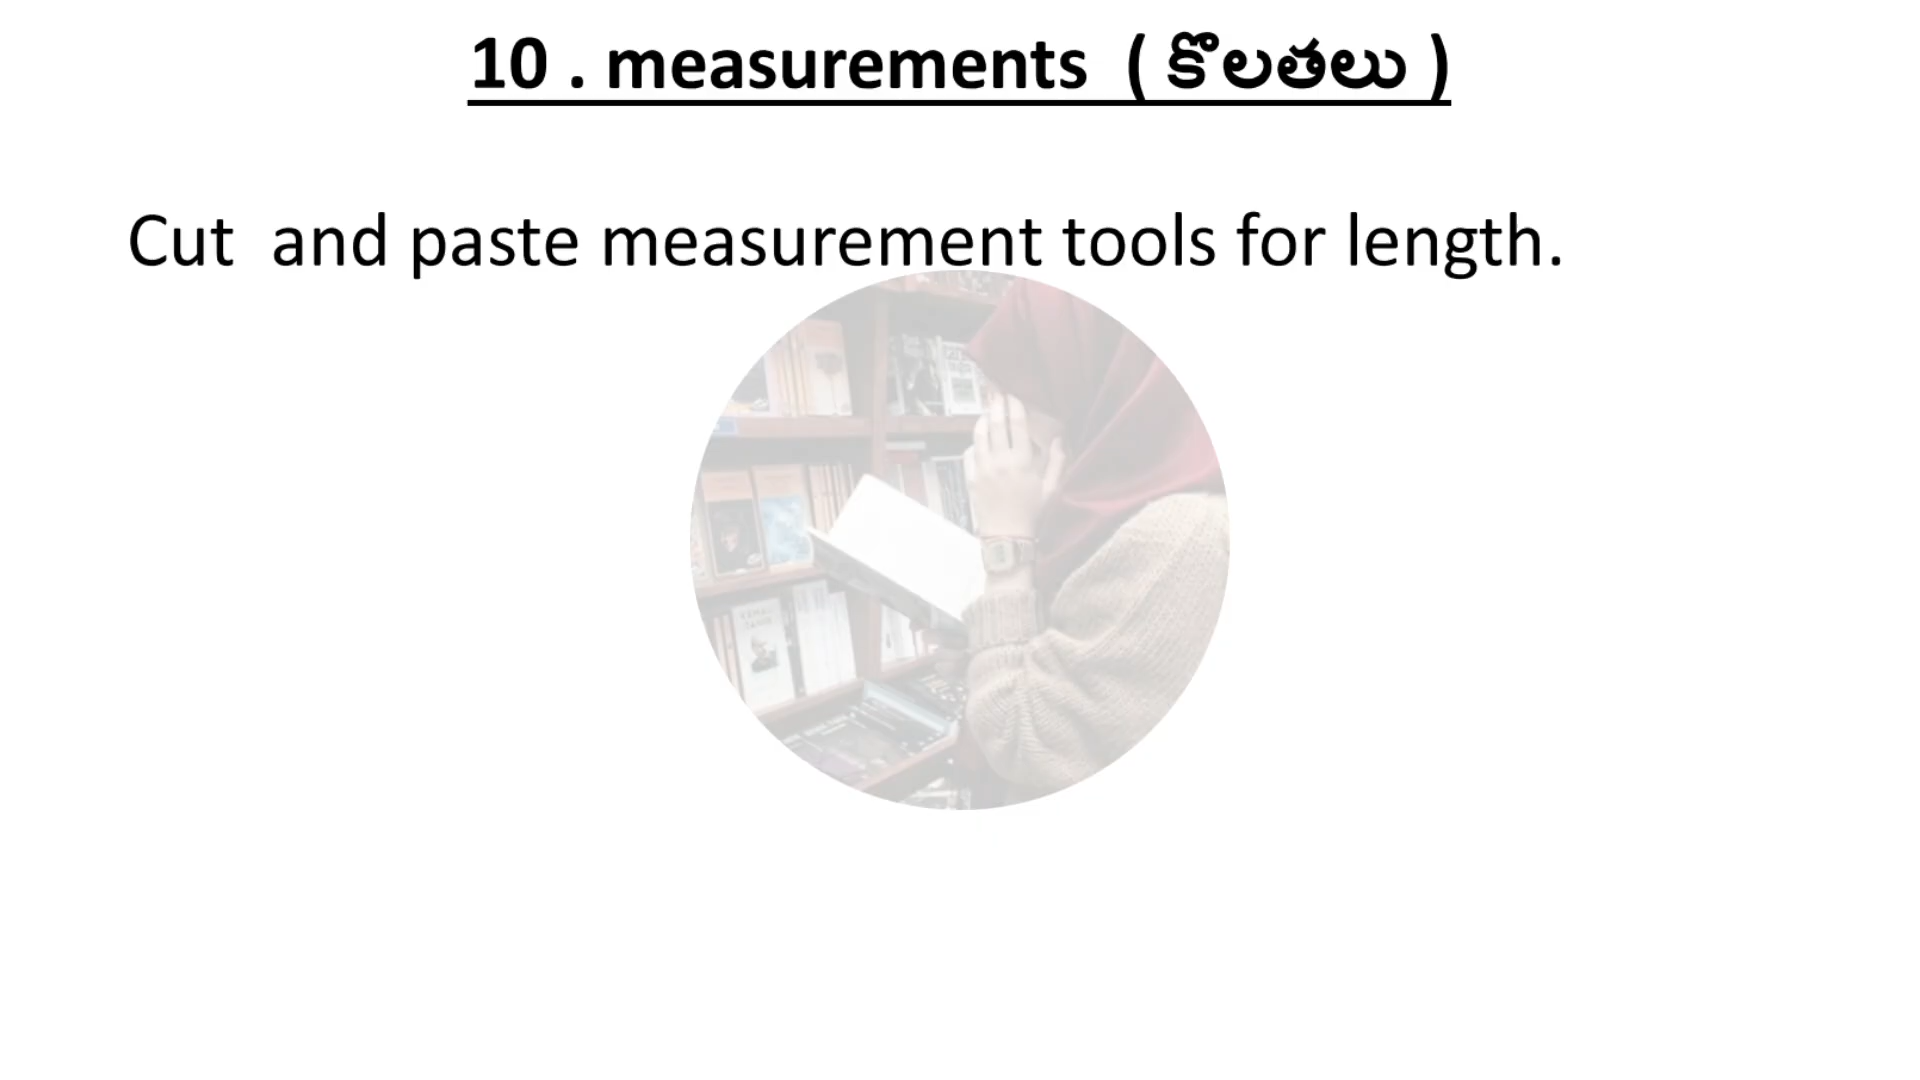 10 . measurements ( కొలతలు )
Cut and paste measurement tools for length.